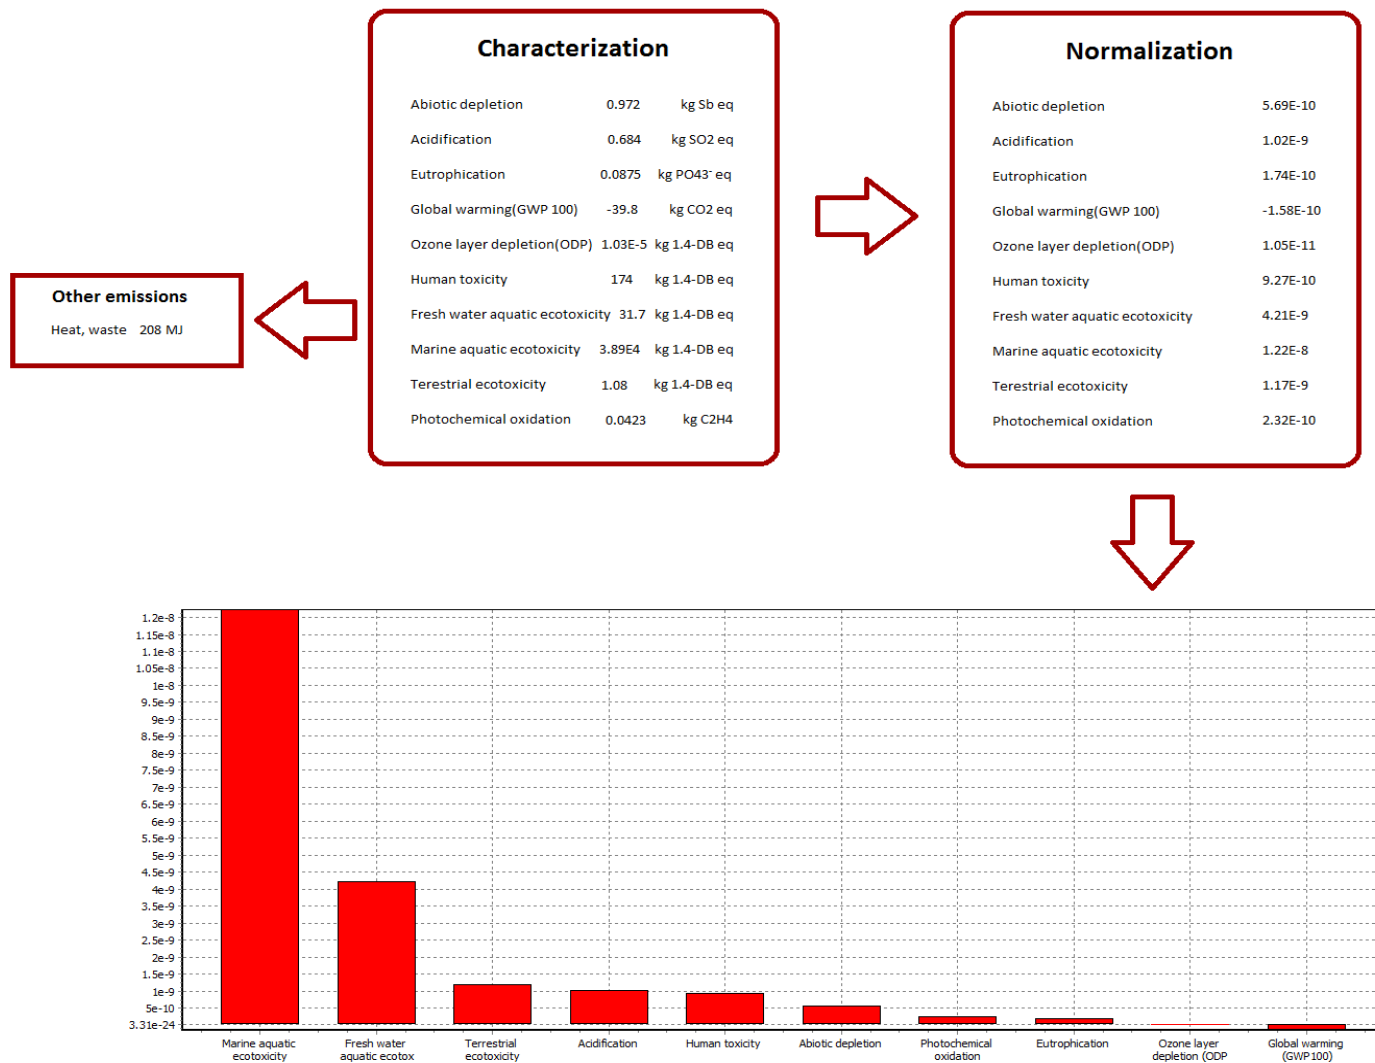 Characterization
Abiotic depletion 0.972 kg Sb eq
Acidification 0.684 kg SO2 eq
Eutrophication 0.0875 kg PO43⁻ eq
Global warming(GWP 100) -39.8 kg CO2 eq
Ozone layer depletion(ODP) 1.03E-5 kg 1.4-DB eq
Human toxicity 174 kg 1.4-DB eq
Fresh water aquatic ecotoxicity 31.7 kg 1.4-DB eq
Marine aquatic ecotoxicity 3.89E4 kg 1.4-DB eq
Terestrial ecotoxicity 1.08 kg 1.4-DB eq
Photochemical oxidation 0.0423 kg C2H4
Normalization
Abiotic depletion 5.69E-10
Acidification 1.02E-9
Eutrophication 1.74E-10
Global warming(GWP 100) -1.58E-10
Ozone layer depletion(ODP) 1.05E-11
Human toxicity 9.27E-10
Fresh water aquatic ecotoxicity 4.21E-9
Marine aquatic ecotoxicity 1.22E-8
Terestrial ecotoxicity 1.17E-9
Photochemical oxidation 2.32E-10
Other emissions
Heat, waste 208 MJ
1.2e-8
1.15e-8
1.1e-8
1.05e-8
1e-8
9.5e-9
9e-9
8.5e-9
8e-9
7.5e-9
7e-9
6.5e-9
6e-9
5.5e-9
5e-9
4.5e-9
4e-9
3.5e-9
3e-9
2.5e-9
2e-9
1.5e-9
1e-9
5e-10
3.31e-24
Marine aquatic
ecotoxicity
Fresh water
aquatic ecotox
Terrestrial
ecotoxicity
Acidification
Human toxicity
Abiotic depletion
Photochemical
oxidation
Eutrophication
Ozone layer
depletion (ODP
Global warming
(GWP100)